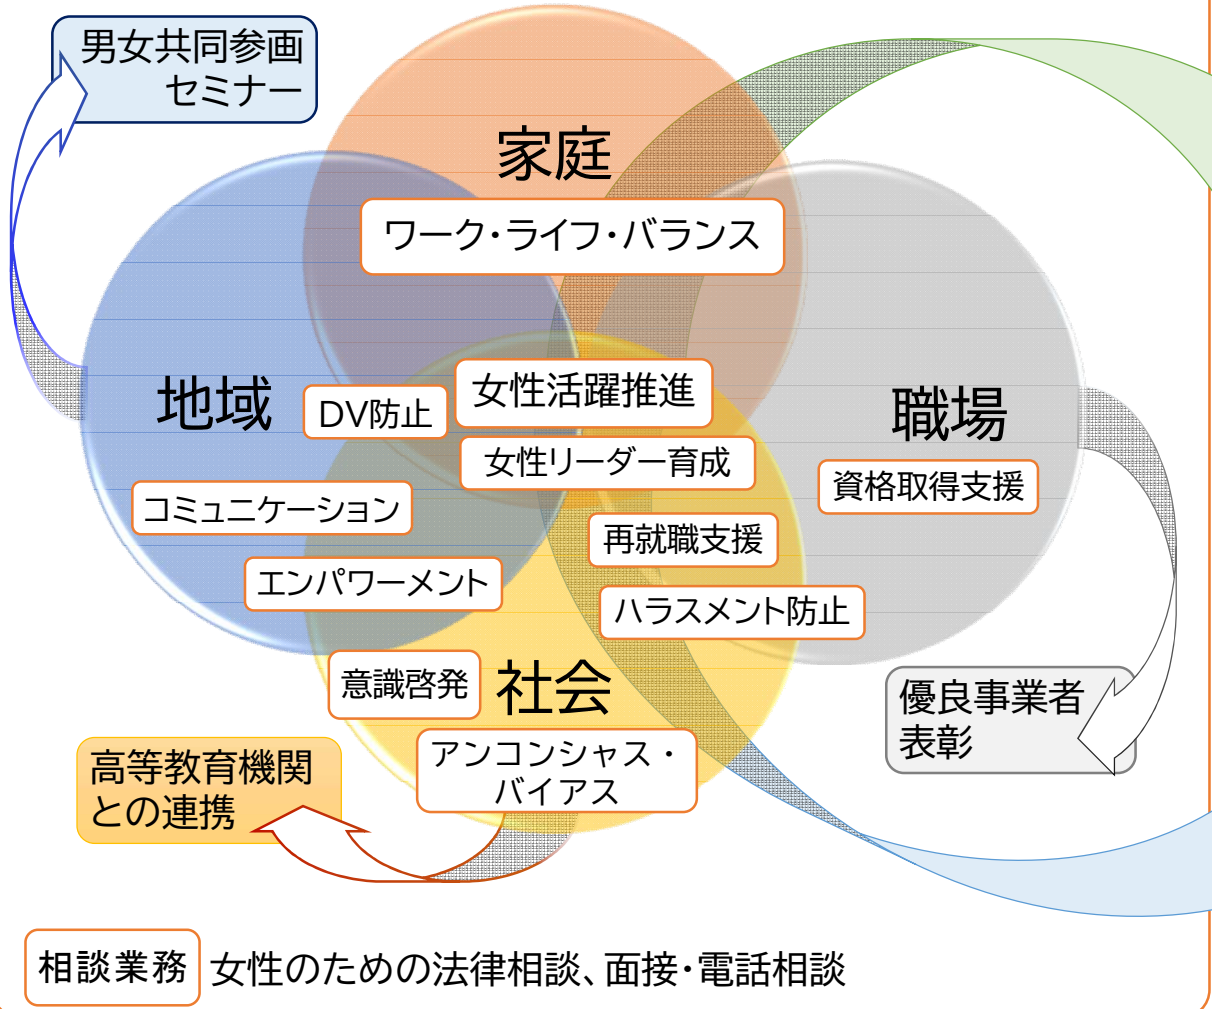 男女共同参画
セミナー
家庭
ワーク・ライフ・バランス
地域
DV防止
女性活躍推進
職場
女性リーダー育成
資格取得支援
コミュニケーション
再就職支援
エンパワーメント
ハラスメント防止
意識啓発
社会
優良事業者
表彰
アンコンシャス・
バイアス
高等教育機関
との連携
相談業務 女性のための法律相談、面接・電話相談